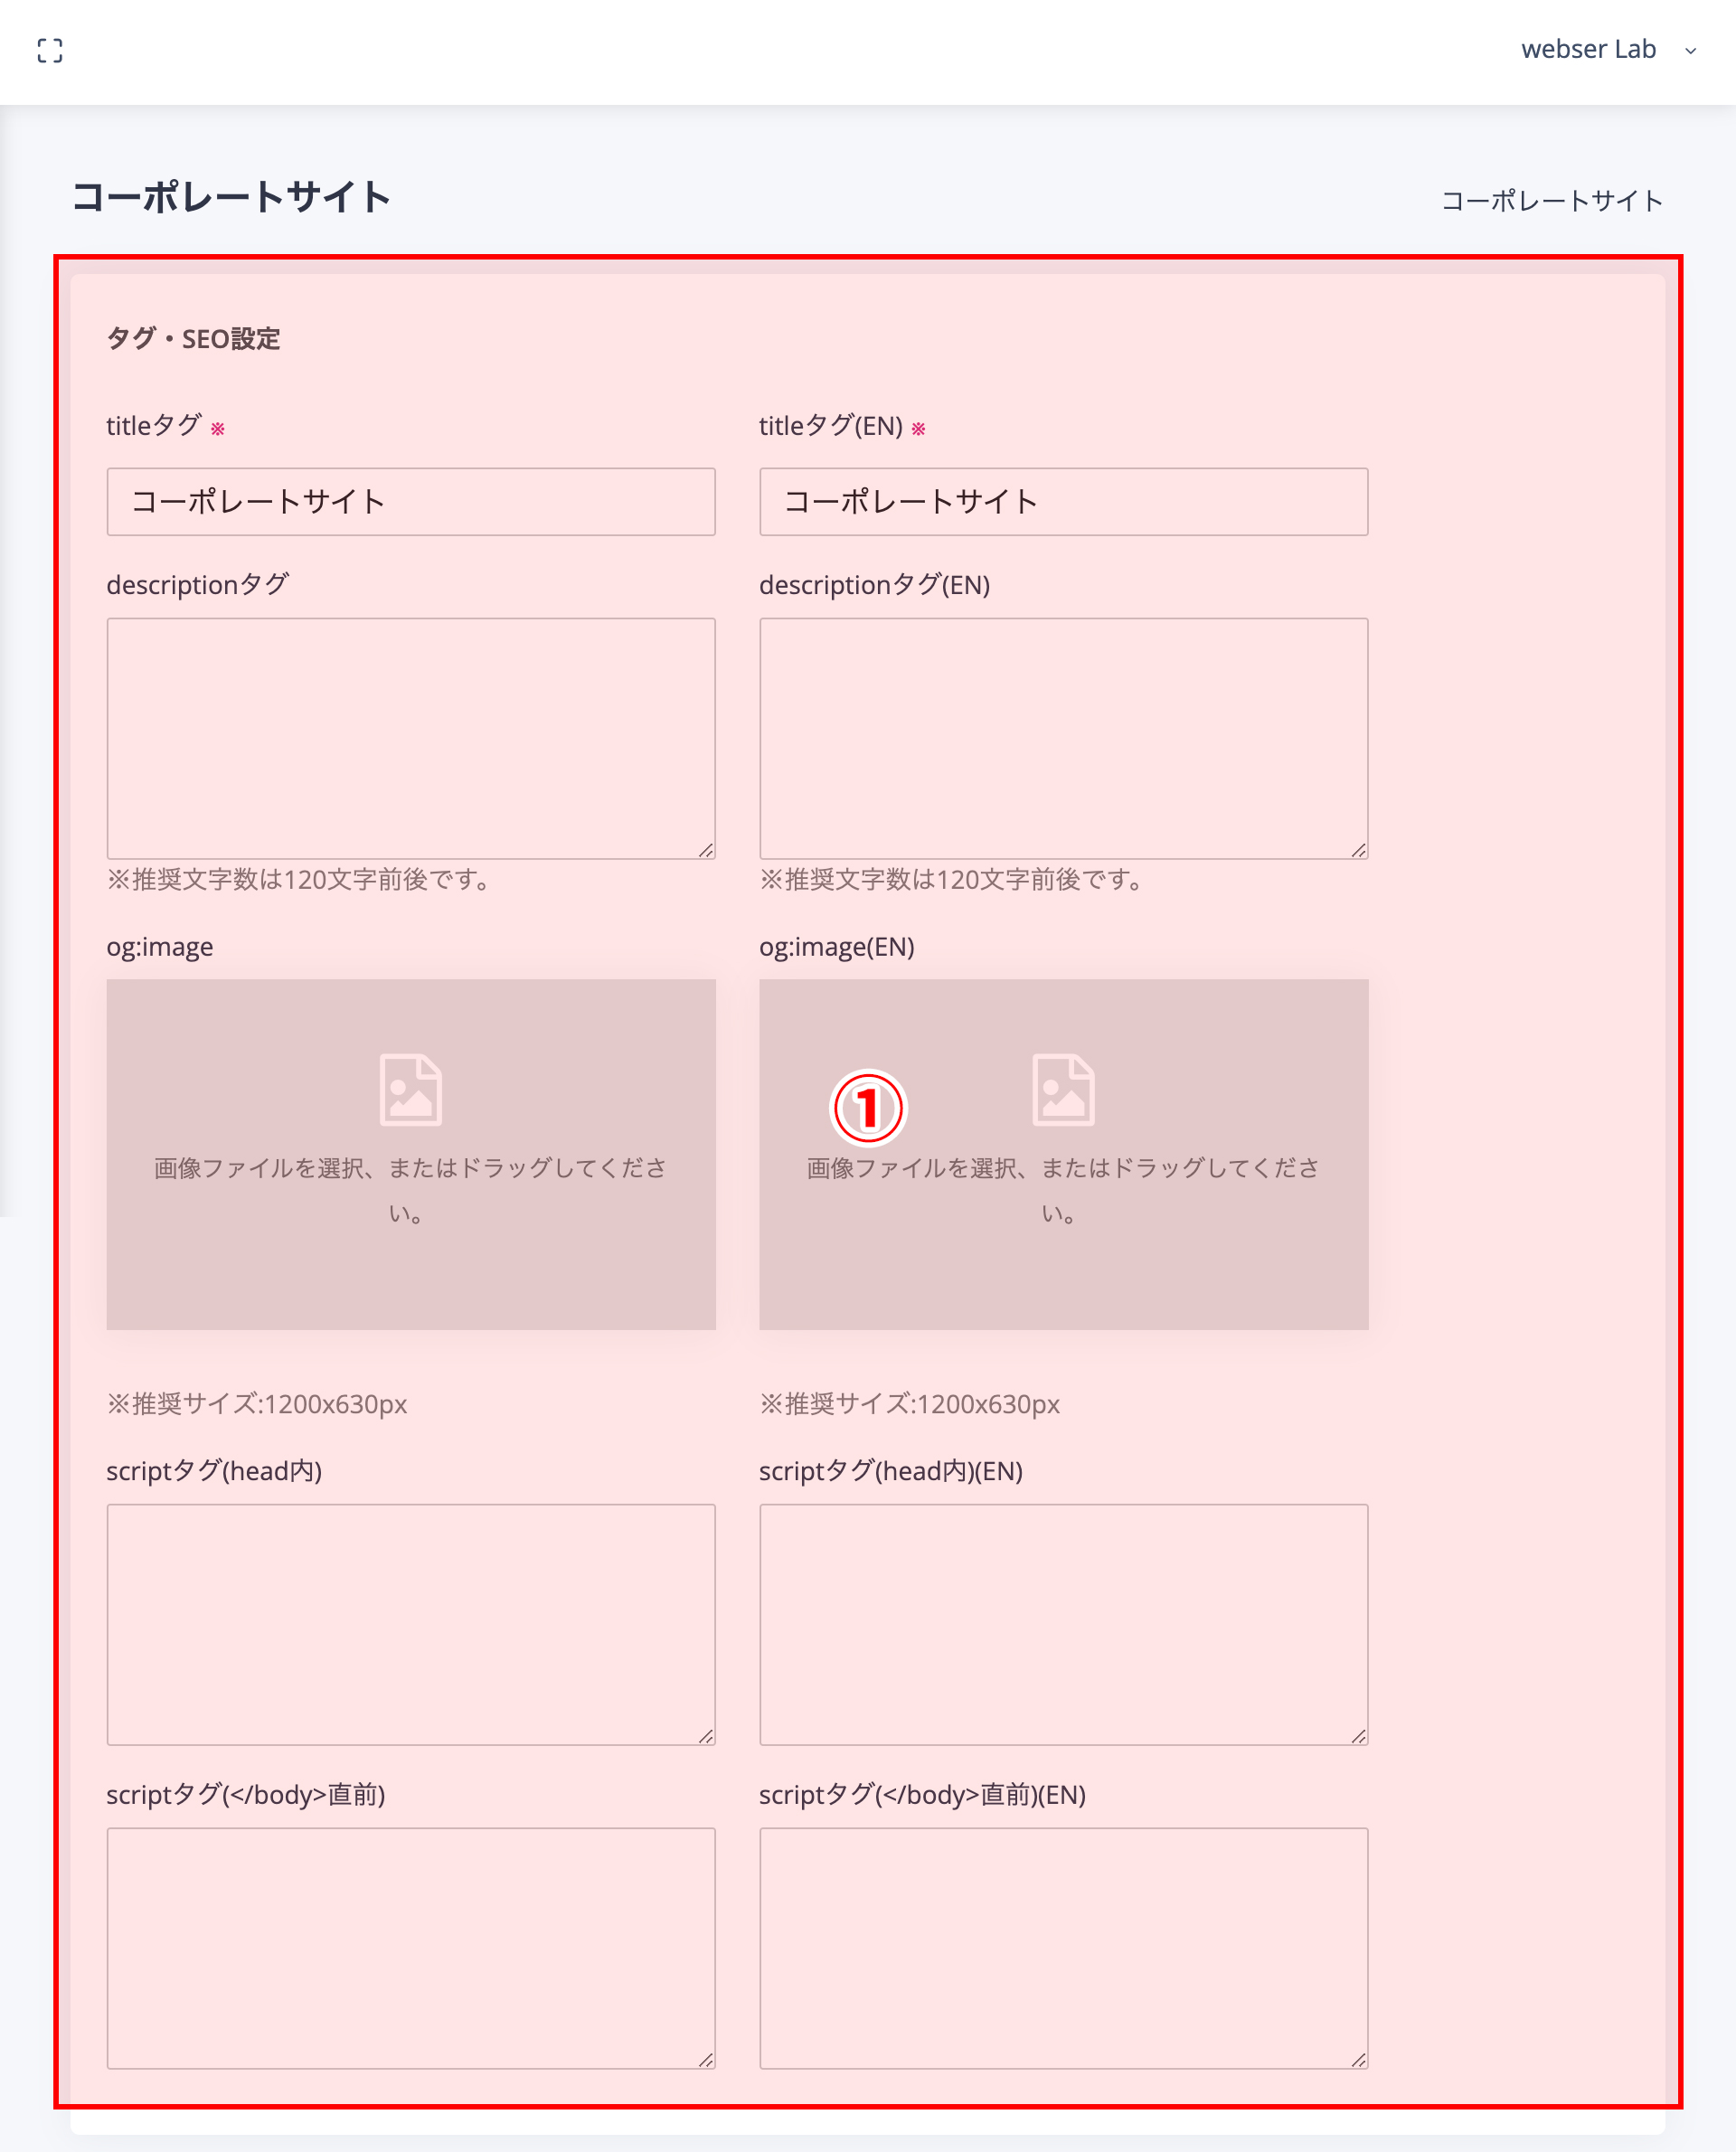 webser Lab
コーポレートサイト
コーポレートサイト
タグ・SEO設定
titleタグ ※
titleタグ(EN) ※
コーポレートサイト
コーポレートサイト
descriptionタグ
descriptionタグ(EN)
※推奨文字数は120文字前後です。
※推奨文字数は120文字前後です。
og:image
og:image(EN)
①
画像ファイルを選択、またはドラッグしてくださ
い。
画像ファイルを選択、またはドラッグしてくださ
い。
※推奨サイズ:1200x630px
※推奨サイズ:1200x630px
scriptタグ(head内)
scriptタグ(head内)(EN)
scriptタグ(</body>直前)
scriptタグ(</body>直前)(EN)